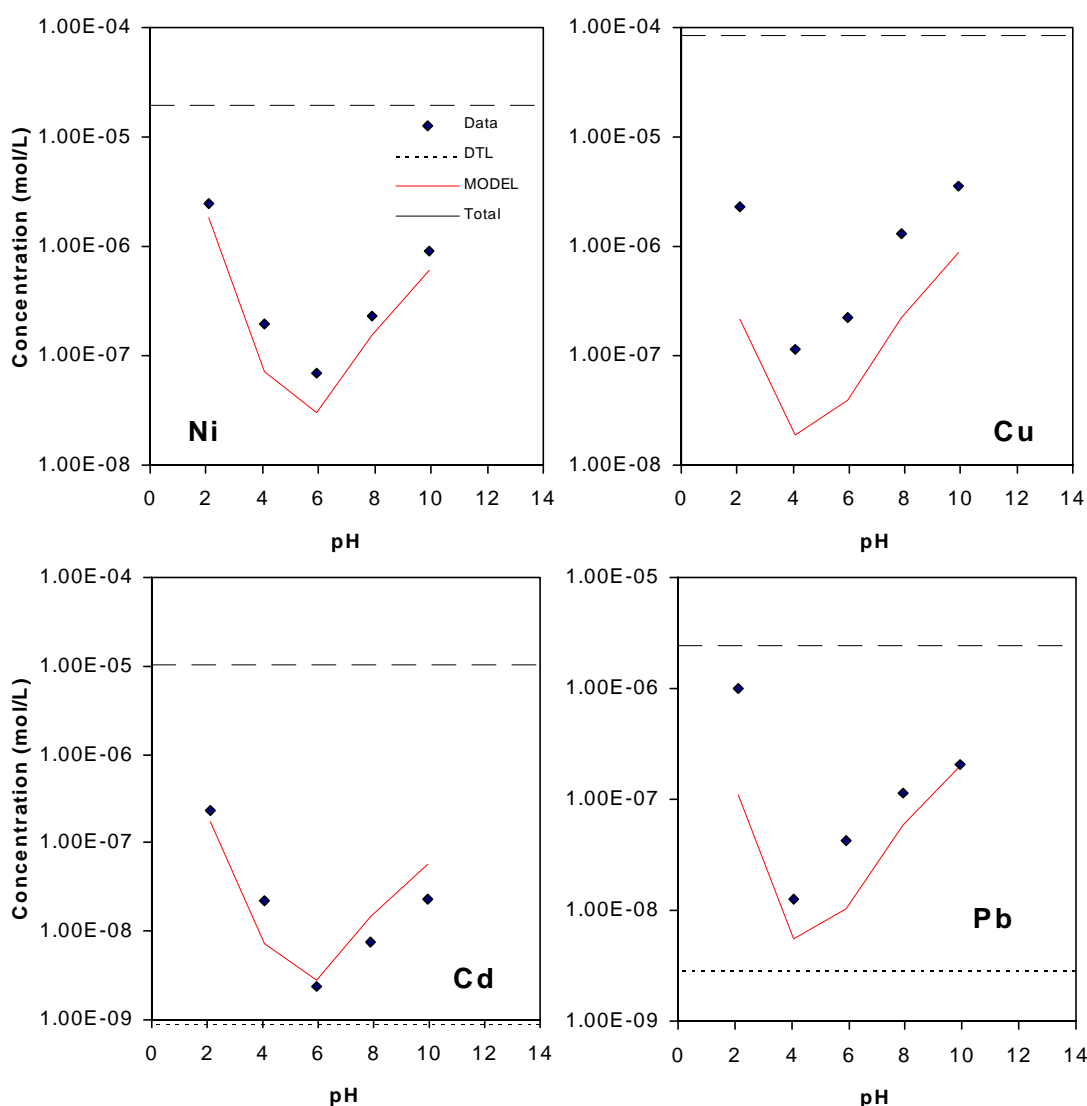 Concentration (mol/L)
1.00E-04
1.00E-05
1.00E-06
1.00E-07
1.00E-08
Data
DTL
MODEL
Total
Ni
0 2 4 6 8 10 12 14
pH
1.00E-04
1.00E-05
1.00E-06
1.00E-07
1.00E-08
Cu
0 2 4 6 8 10 12 14
pH
Concentration (mol/L)
1.00E-04
1.00E-05
1.00E-06
1.00E-07
1.00E-08
1.00E-09
Cd
0 2 4 6 8 10 12 14
pH
1.00E-05
1.00E-06
1.00E-07
1.00E-08
1.00E-09
Pb
0 2 4 6 8 10 12 14
pH